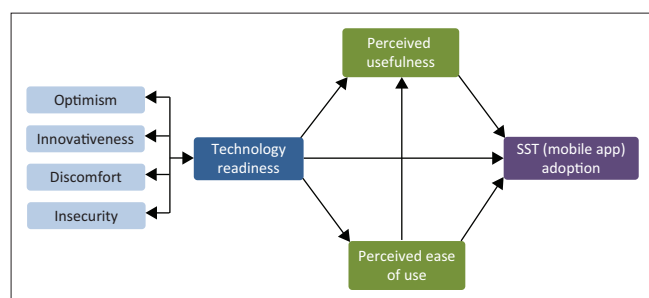 Perceived
usefulness
Optimism
Innovativeness
Discomfort
Insecurity
Technology
readiness
SST (mobile app)
adoption
Perceived ease
of use